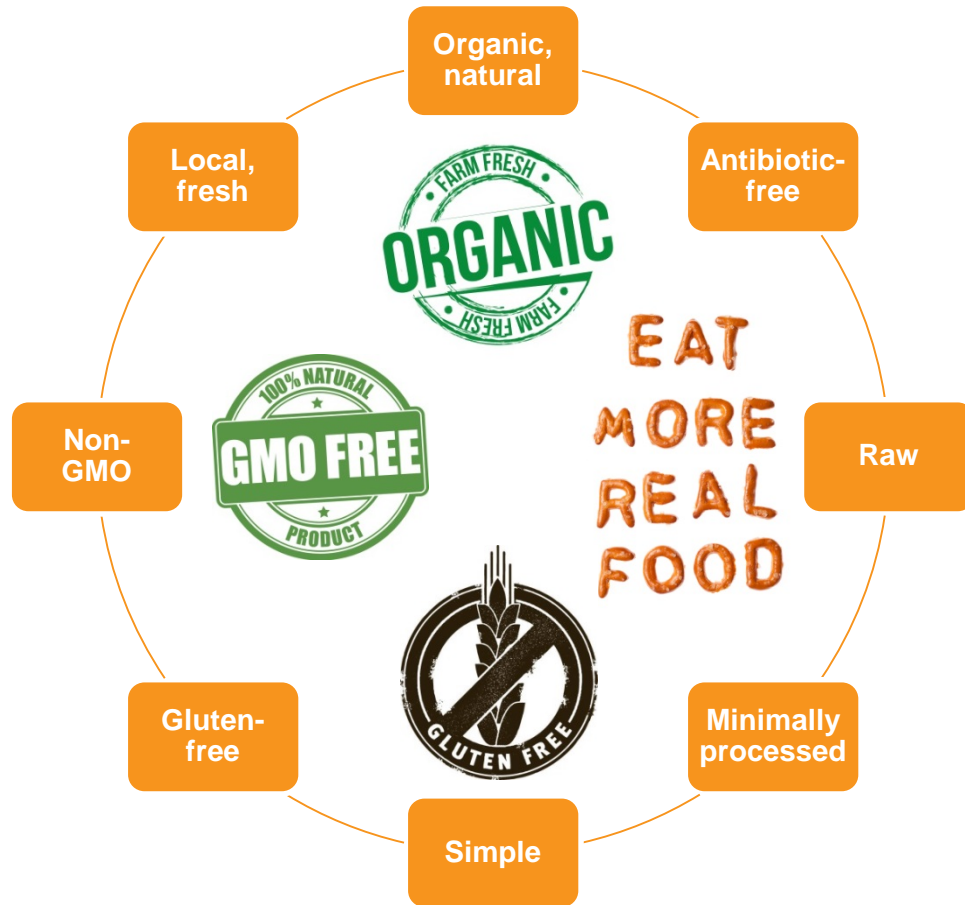 Organic,
natural
Local,
fresh
Antibiotic-
free
FARM FRESH
ORGANIC
FARM FRESH
EAT
MORE
REAL
FOOD
100% NATURAL
GMO FREE
PRODUCT
Non-
GMO
Raw
GLUTEN FREE
Gluten-
free
Minimally
processed
Simple